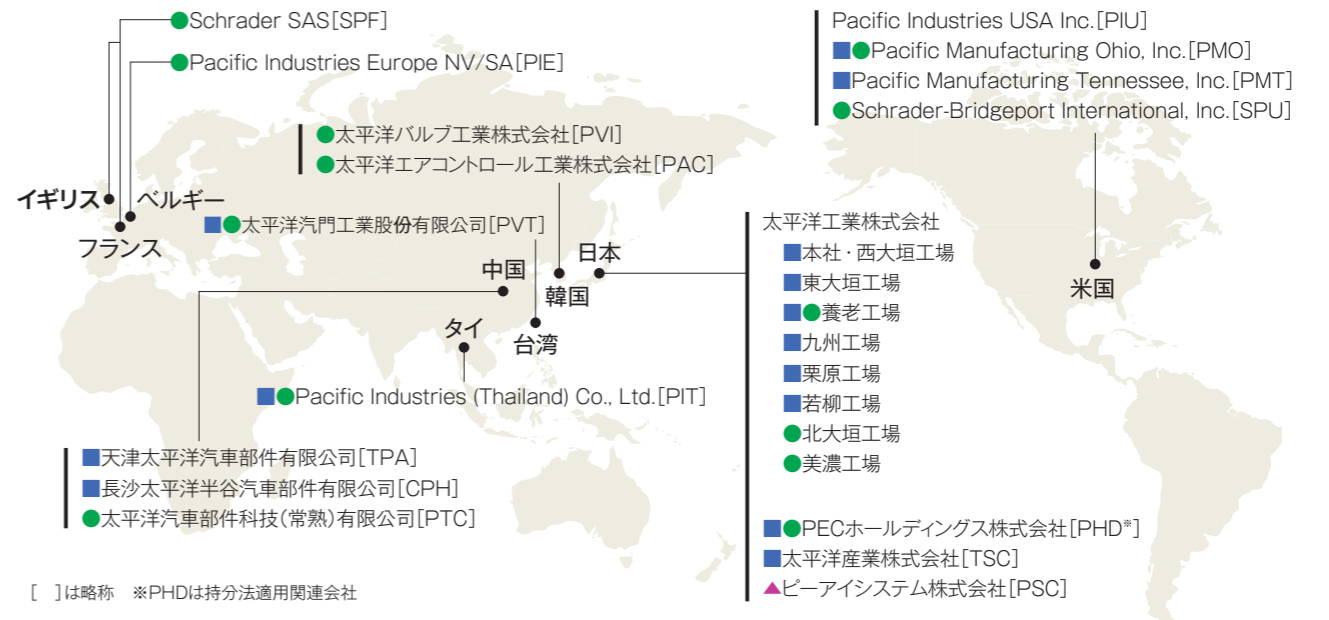 ●Schrader SAS[SPF]
●Pacific Industries Europe NV/SA[PIE]
イギリス
ベルギー
フランス
●太平洋バルブ工業株式会社[PVI]
●太平洋エアコントロール工業株式会社[PAC]
■●太平洋汽門工業股份有限公司[PVT]
中国
韓国
日本
タイ
台湾
■●Pacific Industries (Thailand) Co., Ltd.[PIT]
■天津太平洋汽車部件有限公司[TPA]
■長沙太平洋半谷汽車部件有限公司[CPH]
●太平洋汽車部件科技(常熟)有限公司[PTC]
Pacific Industries USA Inc.[PIU]
■●Pacific Manufacturing Ohio, Inc.[PMO]
■Pacific Manufacturing Tennessee, Inc.[PMT]
●Schrader-Bridgeport International, Inc.[SPU]
米国
太平洋工業株式会社
■本社・西大垣工場
■東大垣工場
■●養老工場
■九州工場
■栗原工場
■若柳工場
●北大垣工場
●美濃工場
■●PECホールディングス株式会社[PHD※]
■太平洋産業株式会社[TSC]
▲ピーアイシステム株式会社[PSC]
[　]は略称　※PHDは持分法適用関連会社